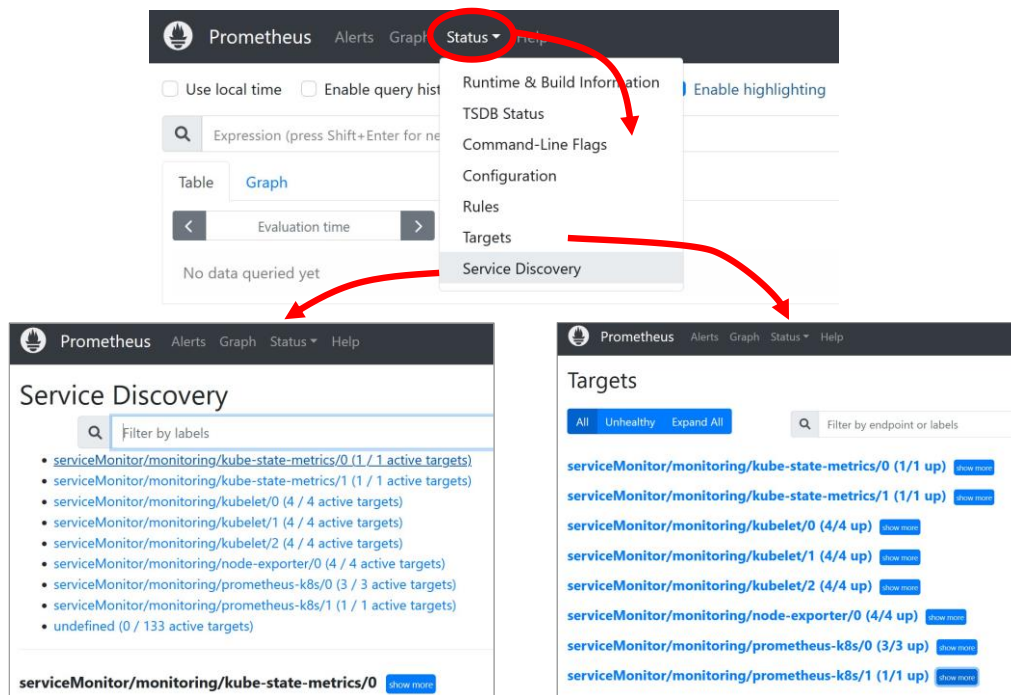 Prometheus Alerts Graph Status Help
Use local time Enable query hist Enable highlighting
Expression (press Shift+Enter for ne
Table Graph
Evaluation time
No data queried yet
Runtime & Build Information
TSDB Status
Command-Line Flags
Configuration
Rules
Targets
Service Discovery
Prometheus Alerts Graph Status Help
Service Discovery
Filter by labels
serviceMonitor/monitoring/kube-state-metrics/0 (1 / 1 active targets)
serviceMonitor/monitoring/kube-state-metrics/1 (1 / 1 active targets)
serviceMonitor/monitoring/kubelet/0 (4 / 4 active targets)
serviceMonitor/monitoring/kubelet/1 (4 / 4 active targets)
serviceMonitor/monitoring/kubelet/2 (4 / 4 active targets)
serviceMonitor/monitoring/node-exporter/0 (4 / 4 active targets)
serviceMonitor/monitoring/prometheus-k8s/0 (3 / 3 active targets)
serviceMonitor/monitoring/prometheus-k8s/1 (1 / 1 active targets)
undefined (0 / 133 active targets)
serviceMonitor/monitoring/kube-state-metrics/0 show more
Prometheus Alerts Graph Status Help
Targets
All Unhealthy Expand All Filter by endpoint or labels
serviceMonitor/monitoring/kube-state-metrics/0 (1/1 up) show more
serviceMonitor/monitoring/kube-state-metrics/1 (1/1 up) show more
serviceMonitor/monitoring/kubelet/0 (4/4 up) show more
serviceMonitor/monitoring/kubelet/1 (4/4 up) show more
serviceMonitor/monitoring/kubelet/2 (4/4 up) show more
serviceMonitor/monitoring/node-exporter/0 (4/4 up) show more
serviceMonitor/monitoring/prometheus-k8s/0 (3/3 up) show more
serviceMonitor/monitoring/prometheus-k8s/1 (1/1 up) show more